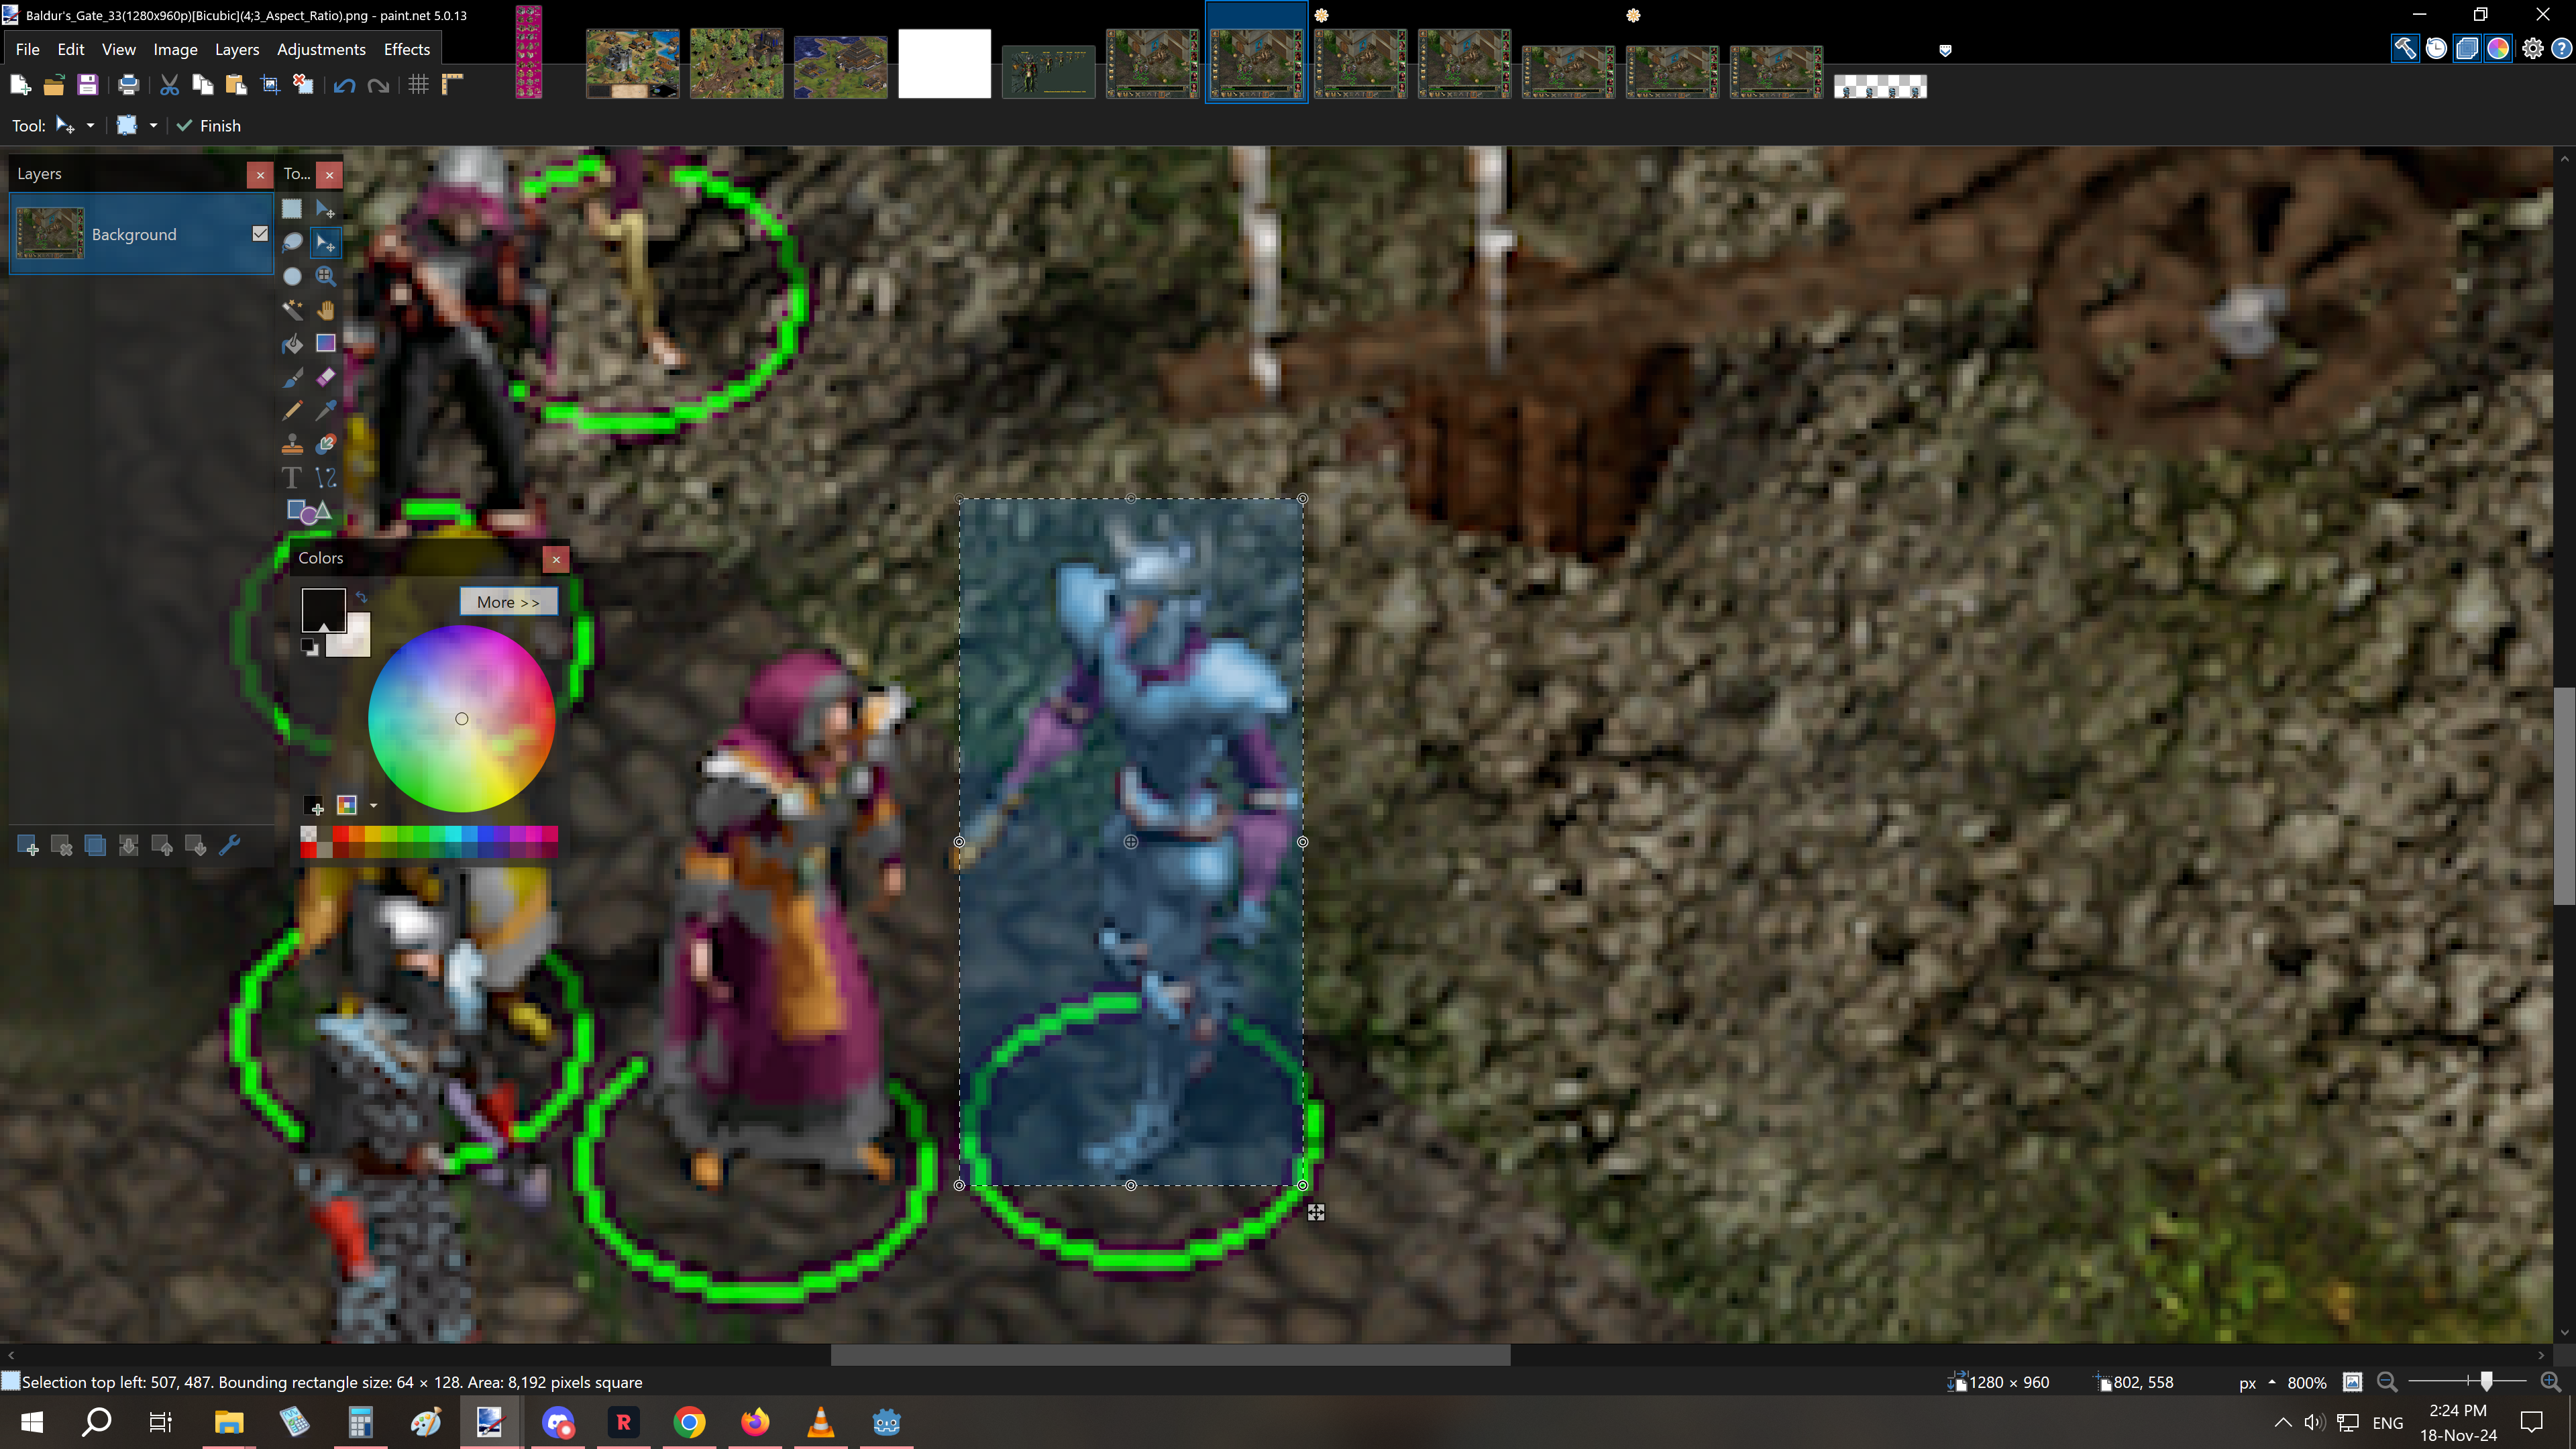 Baldur's_Gate_33(1280x960p)[Bicubic](4;3_Aspect_Ratio).png - paint.net 5.0.13
File Edit View Image Layers Adjustments Effects
Tool: Finish
Layers
To...
Background
Colors
More >>
Selection top left: 507, 487. Bounding rectangle size: 64 × 128. Area: 8,192 pixels square
1280 × 960
802, 558
px
800%
ENG
2:24 PM
18-Nov-24